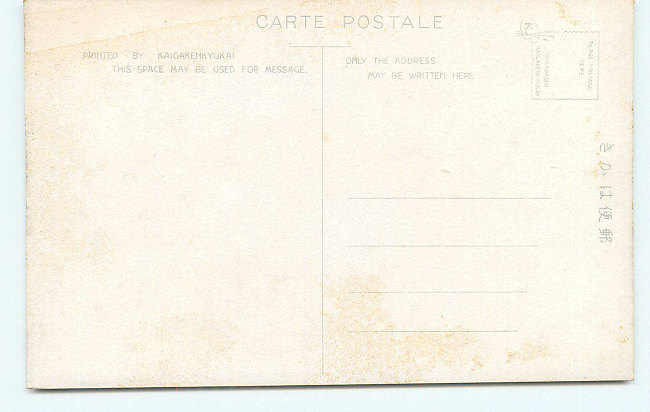 CARTE POSTALE
PRINTED BY KAIGAKENKYUKAI
THIS SPACE MAY BE USED FOR MESSAGE.
ONLY THE ADDRESS
MAY BE WRITTEN HERE
K
HERE
きかは便郵